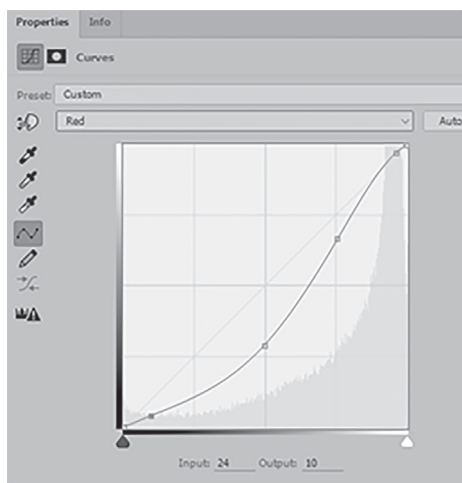 Properties Info
Curves
Preset: Custom
Red Auto
Input: 24 Output: 10